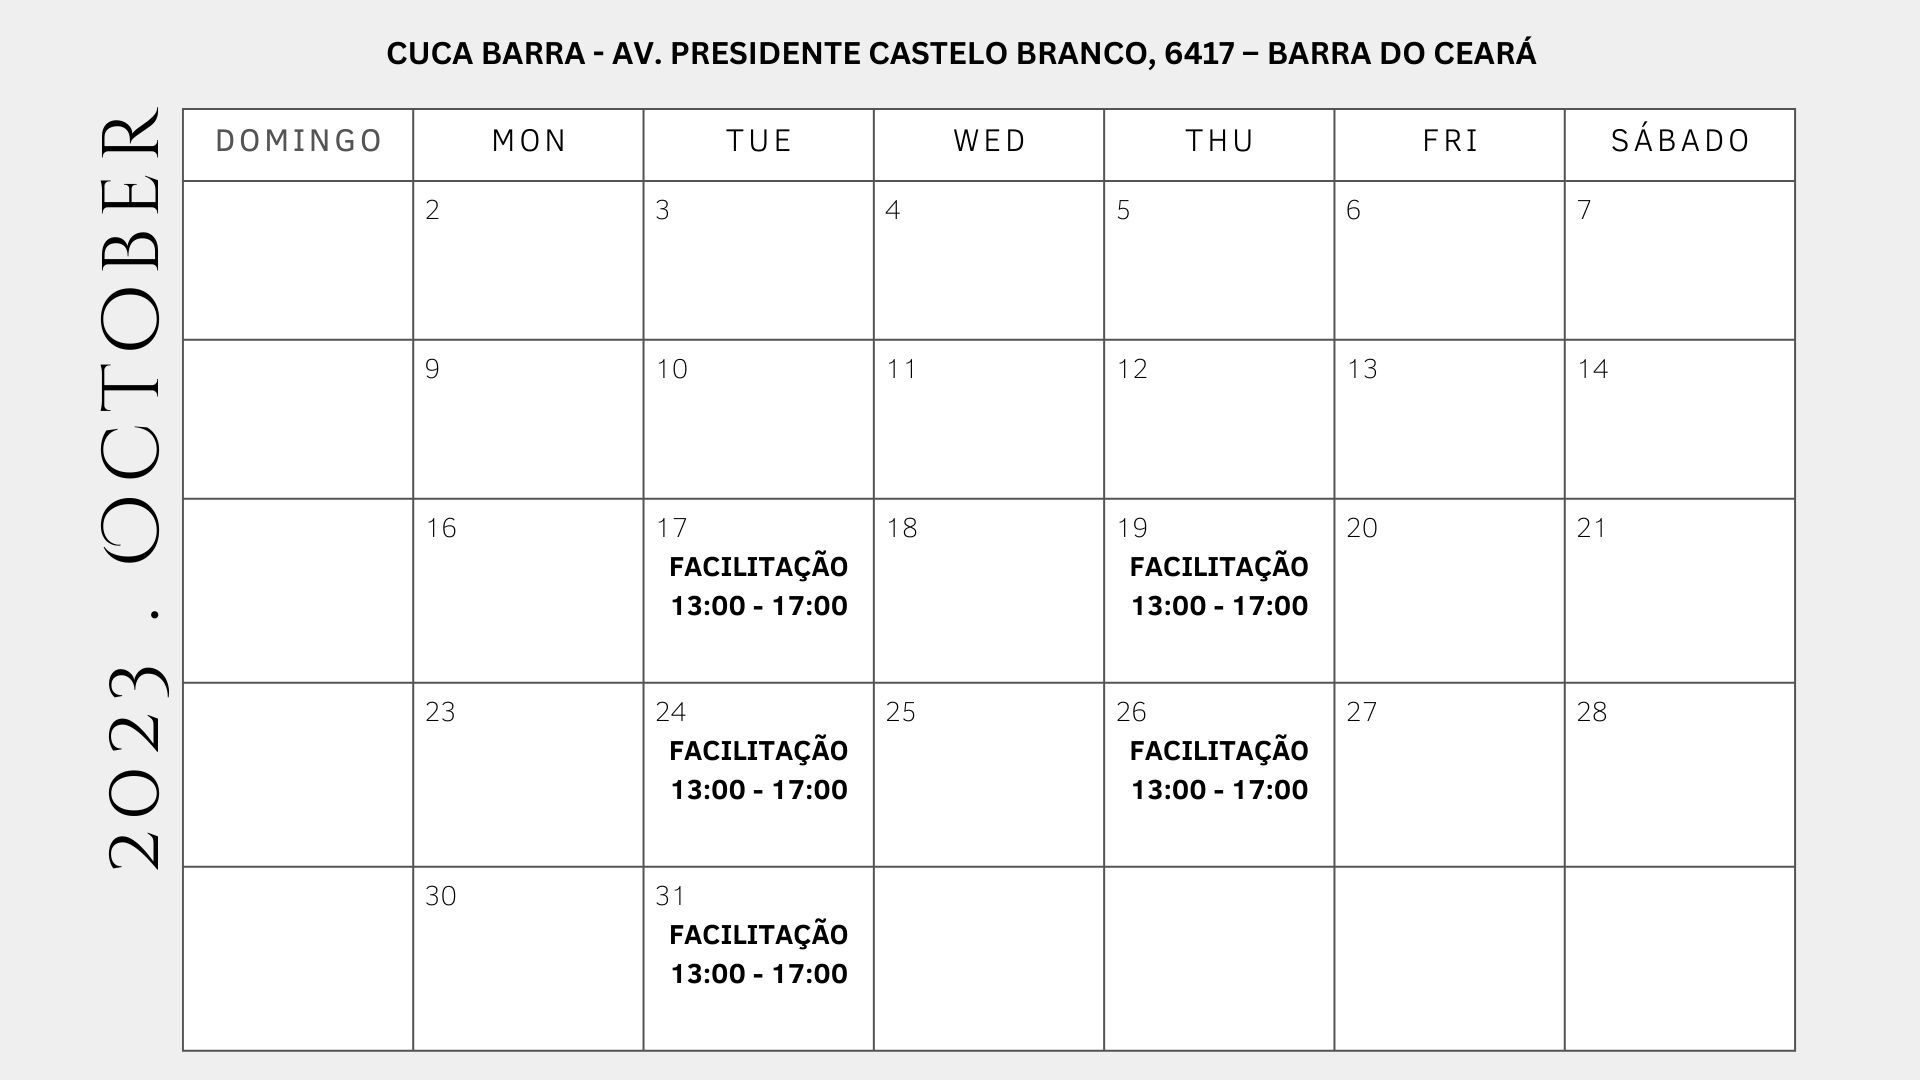 CUCA BARRA - AV. PRESIDENTE CASTELO BRANCO, 6417 – BARRA DO CEARÁ
2023 . OCTOBER
DOMINGO MON TUE WED THU FRI SÁBADO
2 3 4 5 6 7
9 10 11 12 13 14
16 17 18 19 20 21
FACILITAÇÃO FACILITAÇÃO
13:00 - 17:00 13:00 - 17:00
23 24 25 26 27 28
FACILITAÇÃO FACILITAÇÃO
13:00 - 17:00 13:00 - 17:00
30 31
FACILITAÇÃO
13:00 - 17:00